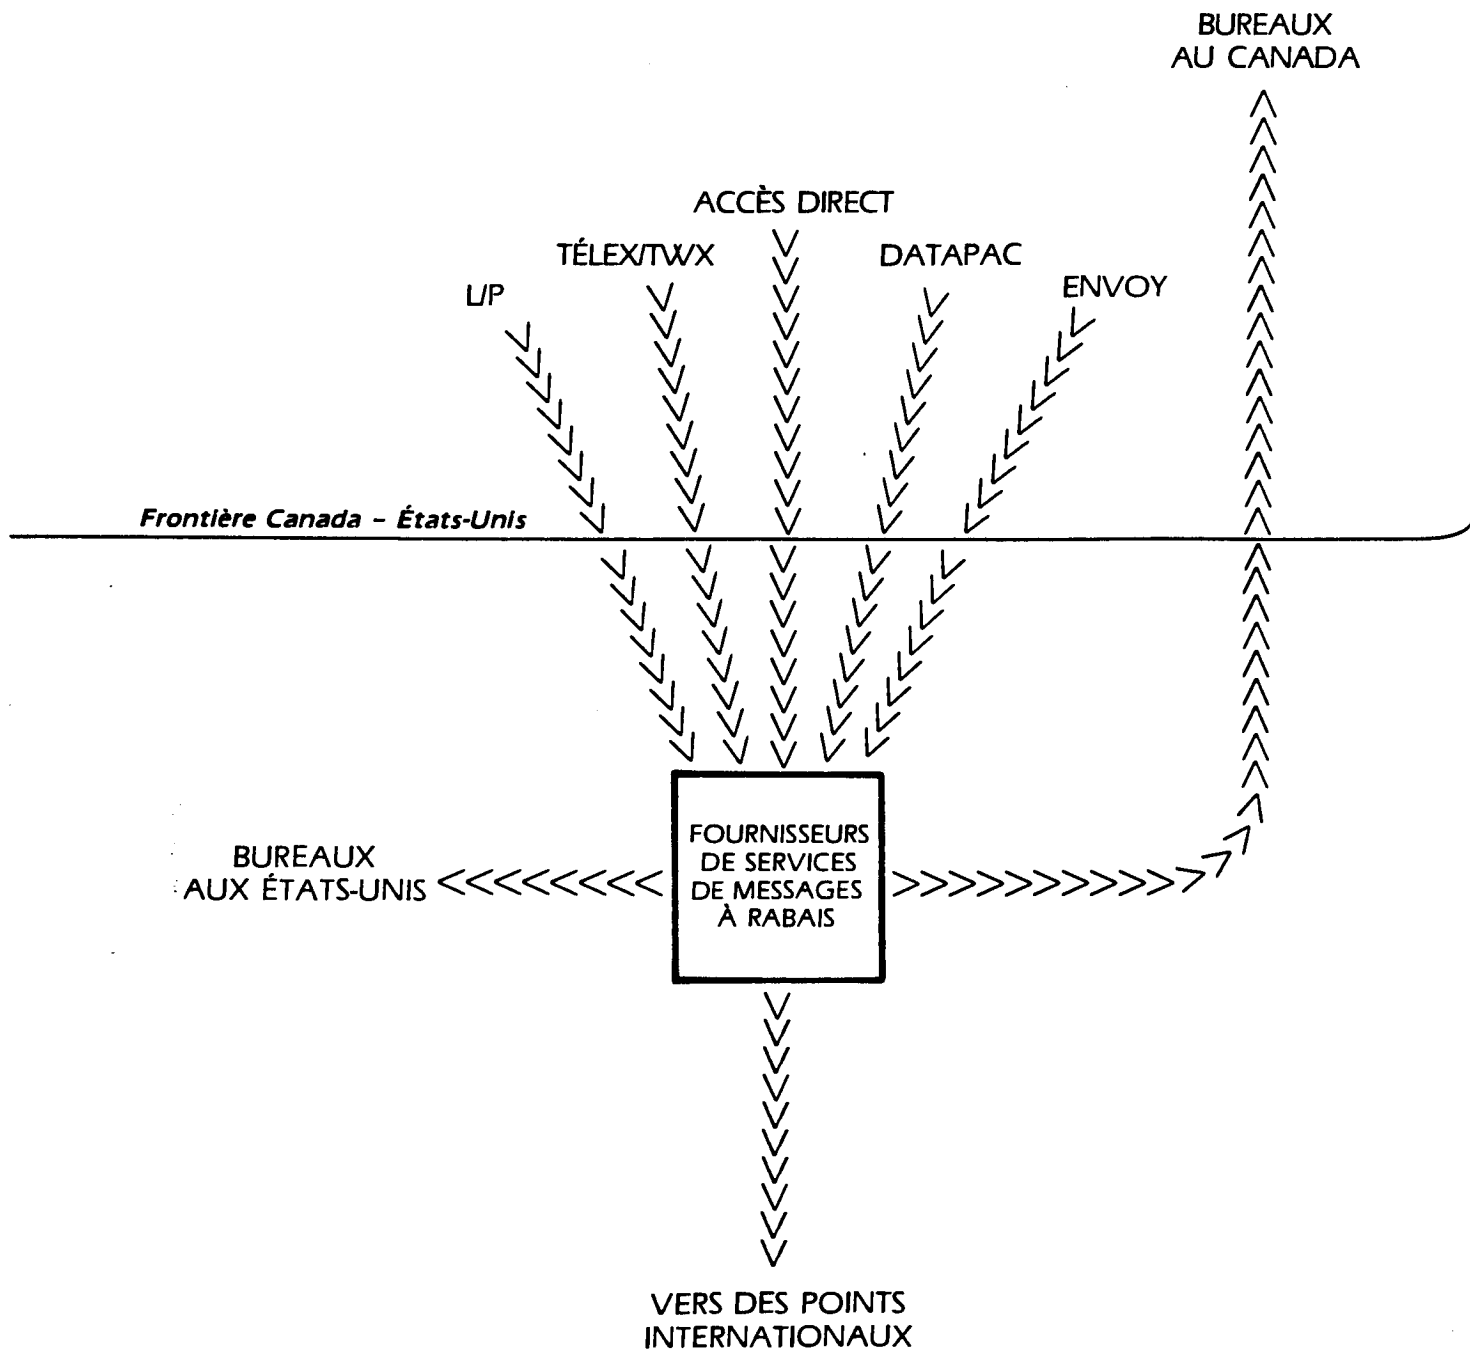 BUREAUX
AU CANADA
ACCÈS DIRECT
TÉLEX/TWX
DATAPAC
L/P
ENVOY
Frontière Canada – États-Unis
FOURNISSEURS
DE SERVICES
DE MESSAGES
À RABAIS
BUREAUX
AUX ÉTATS-UNIS
VERS DES POINTS
INTERNATIONAUX